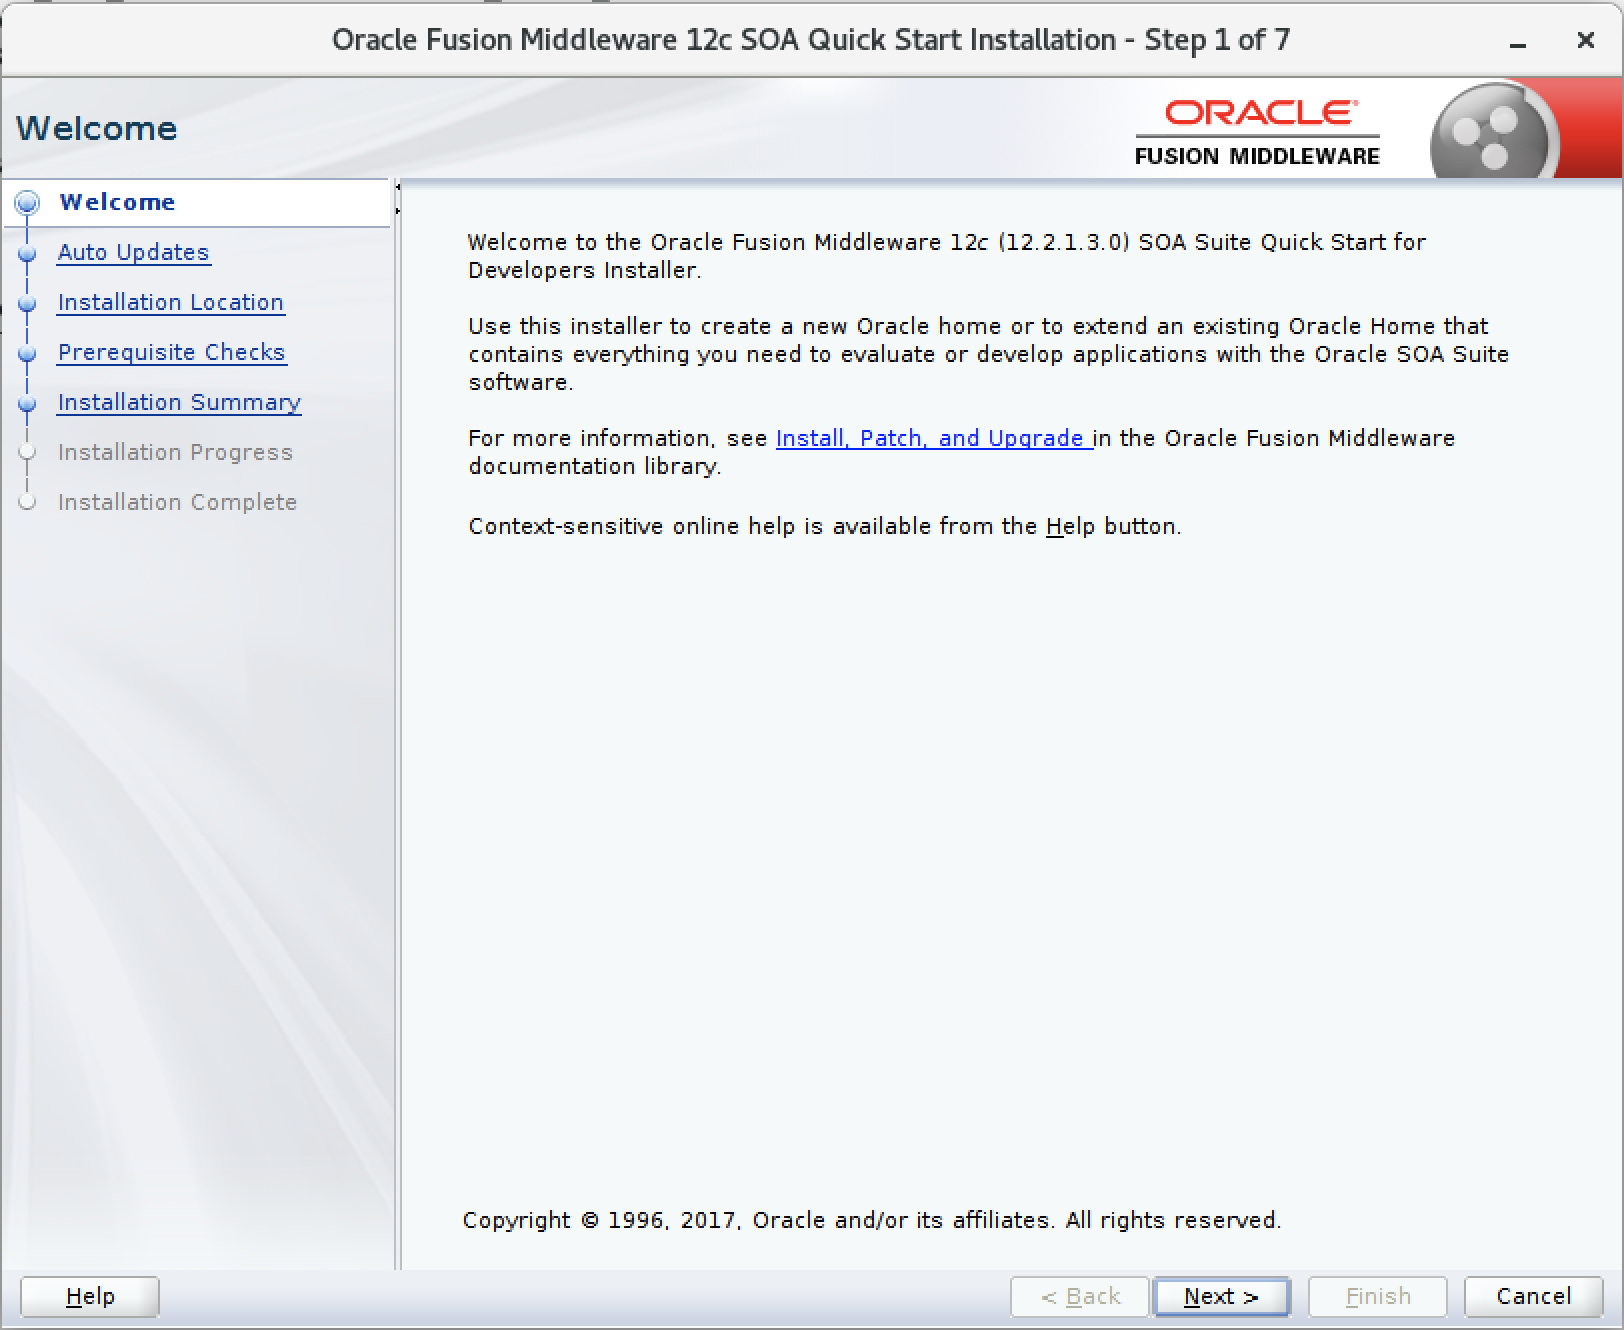 Oracle Fusion Middleware 12c SOA Quick Start Installation - Step 1 of 7
Welcome
ORACLE
FUSION MIDDLEWARE
Welcome
Auto Updates
Installation Location
Prerequisite Checks
Installation Summary
Installation Progress
Installation Complete
Welcome to the Oracle Fusion Middleware 12c (12.2.1.3.0) SOA Suite Quick Start for
Developers Installer.
Use this installer to create a new Oracle home or to extend an existing Oracle Home that
contains everything you need to evaluate or develop applications with the Oracle SOA Suite
software.
For more information, see Install, Patch, and Upgrade in the Oracle Fusion Middleware
documentation library.
Context-sensitive online help is available from the Help button.
Copyright © 1996, 2017, Oracle and/or its affiliates. All rights reserved.
Help
< Back
Next >
Finish
Cancel